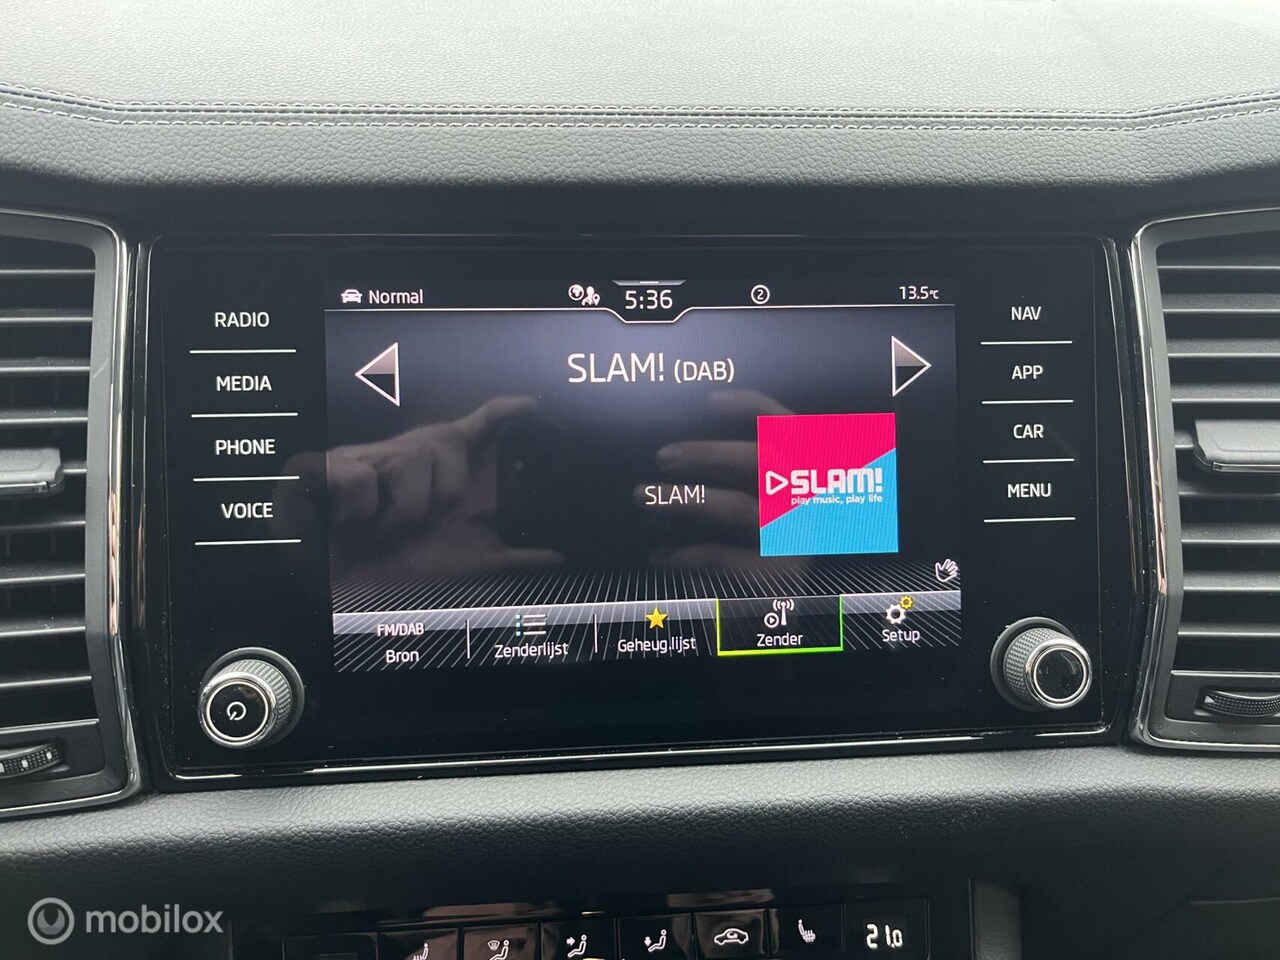 Normal
5:36
2
13.5°C
RADIO
MEDIA
PHONE
VOICE
SLAM! (DAB)
SLAM!
SLAM!
play music, play life
NAV
APP
CAR
MENU
FM/DAB
Bron
Zenderlijst
Geheug.lijst
Zender
Setup
mobilox
21.0